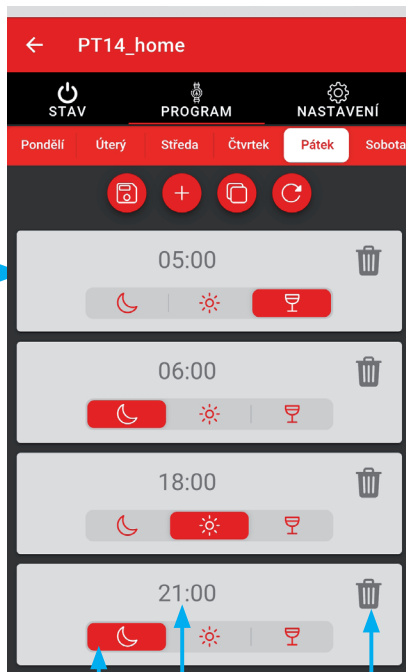 PT14_home
STAV PROGRAM NASTAVENÍ
Pondělí Úterý Středa Čtvrtek Pátek Sobota
05:00
06:00
18:00
21:00